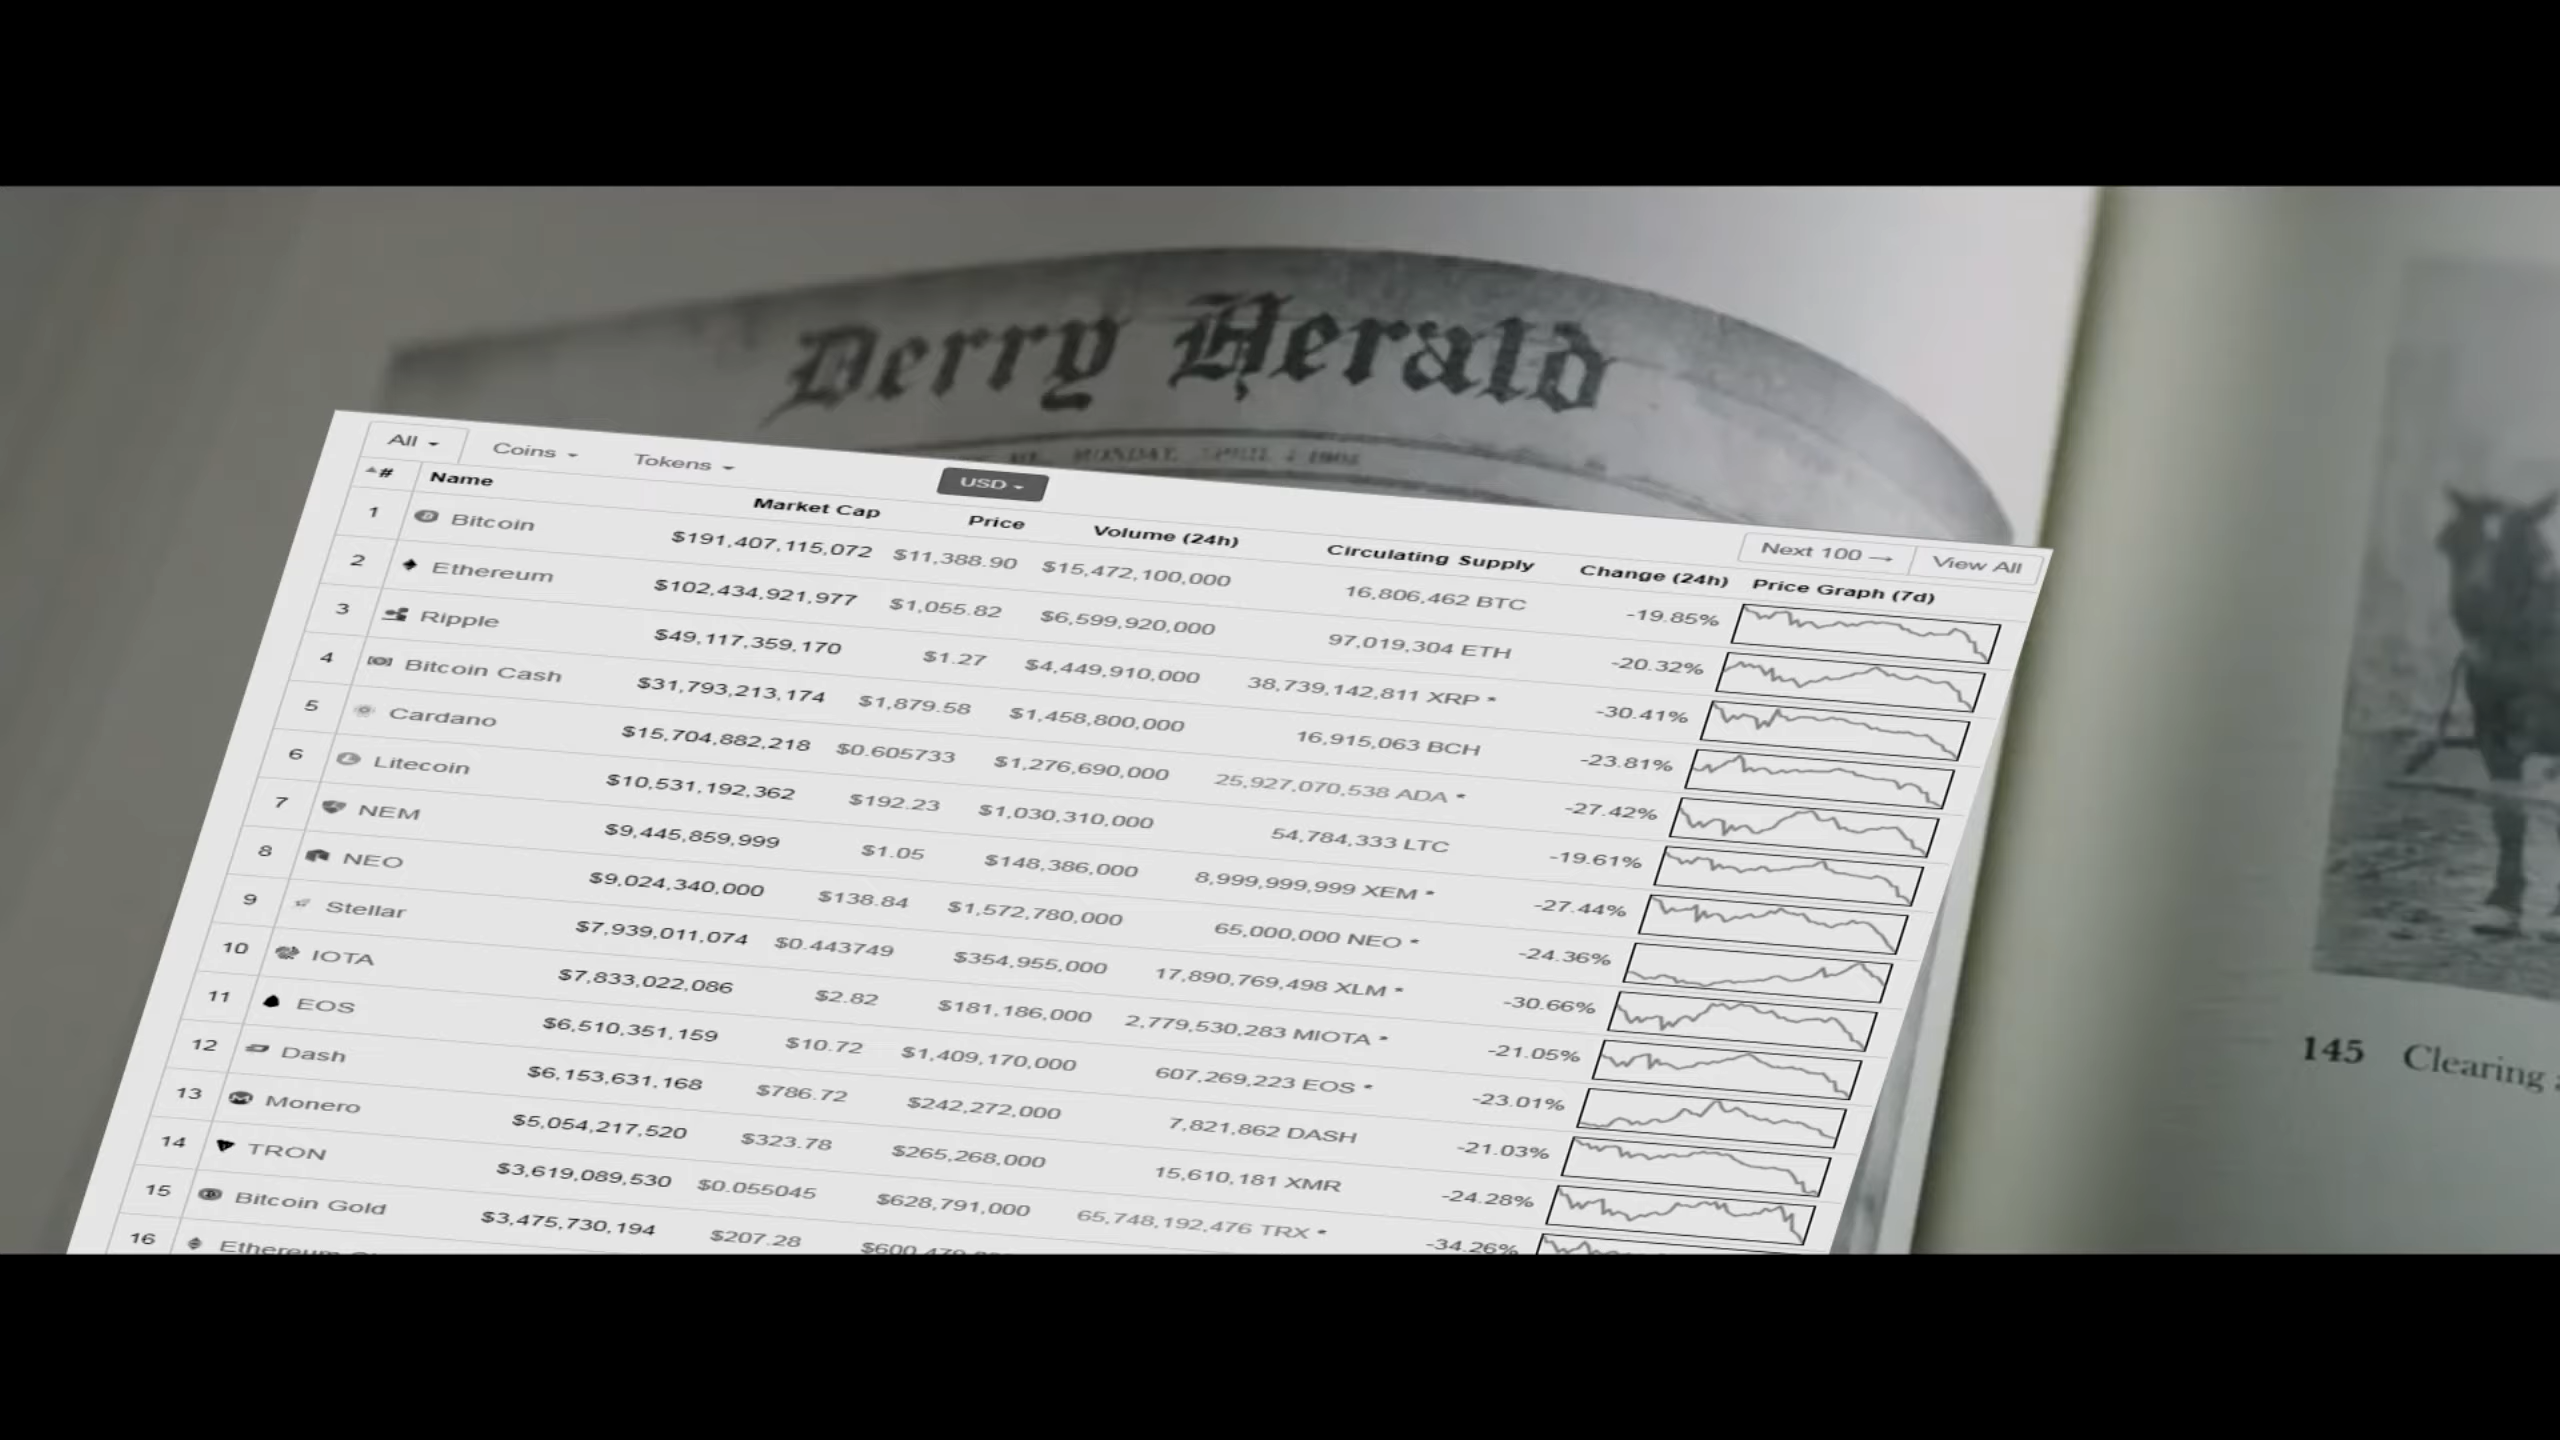 Derry Herald
MONDAY, APRIL
All Coins Tokens USD Next 100 → View All
# Name Market Cap Price Volume (24h) Circulating Supply Change (24h) Price Graph (7d)
1 Bitcoin $191,407,115,072 $11,388.90 $15,472,100,000 16,806,462 BTC -19.85%
2 Ethereum $102,434,921,977 $1,055.82 $6,599,920,000 97,019,304 ETH -20.32%
3 Ripple $49,117,359,170 $1.27 $4,449,910,000 38,739,142,811 XRP * -30.41%
4 Bitcoin Cash $31,793,213,174 $1,879.58 $1,458,800,000 16,915,063 BCH -23.81%
5 Cardano $15,704,882,218 $0.605733 $1,276,690,000 25,927,070,538 ADA * -27.42%
6 Litecoin $10,531,192,362 $192.23 $1,030,310,000 54,784,333 LTC -19.61%
7 NEM $9,445,859,999 $1.05 $148,386,000 8,999,999,999 XEM * -27.44%
8 NEO $9,024,340,000 $138.84 $1,572,780,000 65,000,000 NEO * -24.36%
9 Stellar $7,939,011,074 $0.443749 $354,955,000 17,890,769,498 XLM * -30.66%
10 IOTA $7,833,022,086 $2.82 $181,186,000 2,779,530,283 MIOTA * -21.05%
11 EOS $6,510,351,159 $10.72 $1,409,170,000 607,269,223 EOS * -23.01%
12 Dash $6,153,631,168 $786.72 $242,272,000 7,821,862 DASH -21.03%
13 Monero $5,054,217,520 $323.78 $265,268,000 15,610,181 XMR -24.28%
14 TRON $3,619,089,530 $0.055045 $628,791,000 65,748,192,476 TRX * -34.26%
15 Bitcoin Gold $3,475,730,194 $207.28
16 Ethereum
145 Clearing